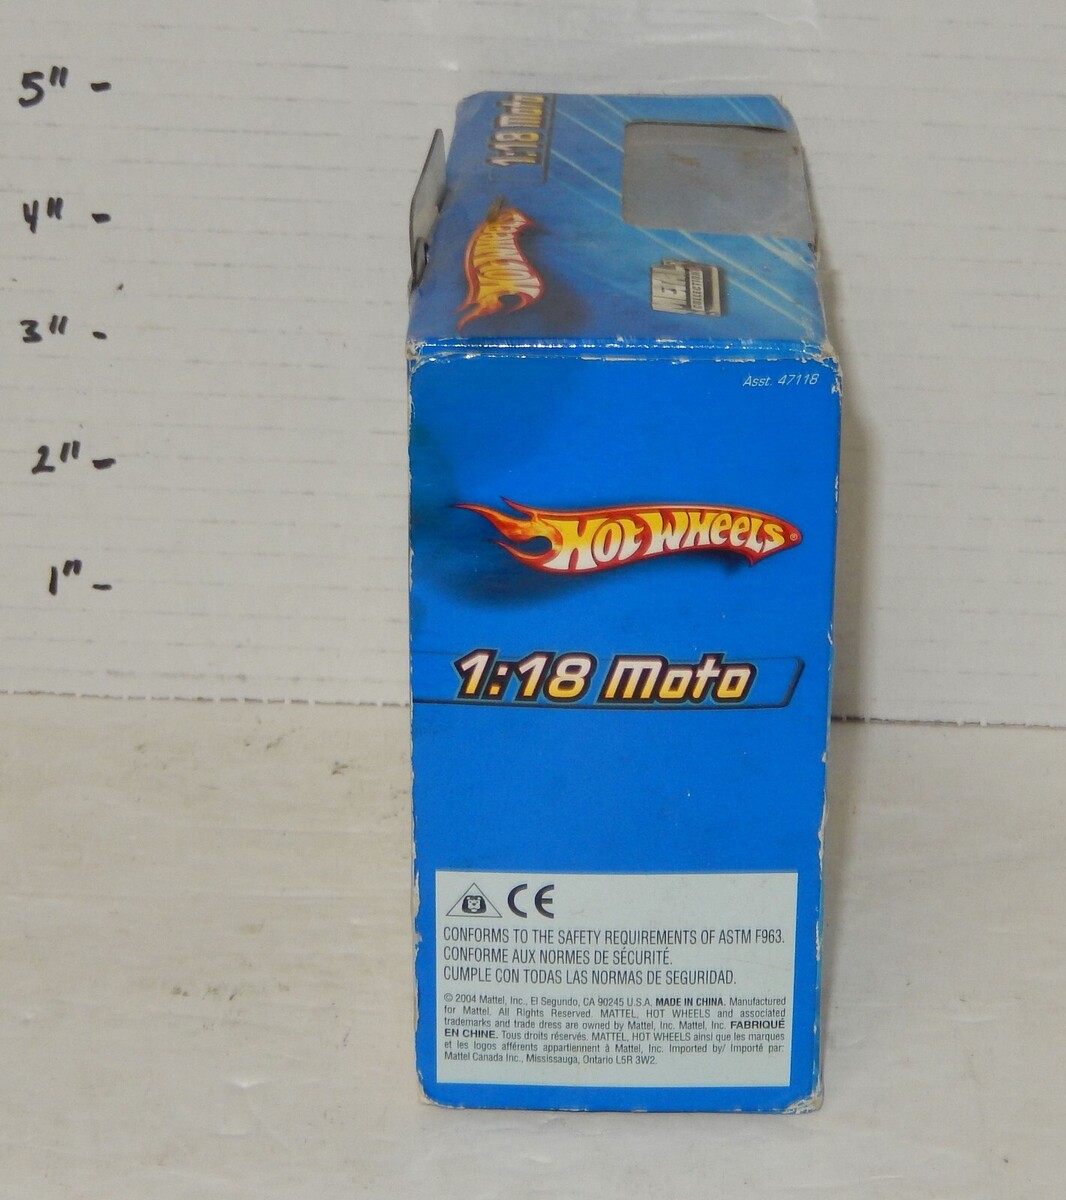 5" -
4" -
3" -
2" -
1" -
1:18 Moto
HOT WHEELS
METAL
COLLECTION
Asst. 47118
HOT WHEELS®
1:18 Moto
CE
CONFORMS TO THE SAFETY REQUIREMENTS OF ASTM F963.
CONFORME AUX NORMES DE SÉCURITÉ.
CUMPLE CON TODAS LAS NORMAS DE SEGURIDAD.
© 2004 Mattel, Inc., El Segundo, CA 90245 U.S.A. MADE IN CHINA. Manufactured
for Mattel. All Rights Reserved. MATTEL, HOT WHEELS and associated
trademarks and trade dress are owned by Mattel, Inc. Mattel, Inc. FABRIQUÉ
EN CHINE. Tous droits réservés. MATTEL, HOT WHEELS ainsi que les marques
et les logos afférents appartiennent à Mattel, Inc. Imported by/ Importé par:
Mattel Canada Inc., Mississauga, Ontario L5R 3W2.